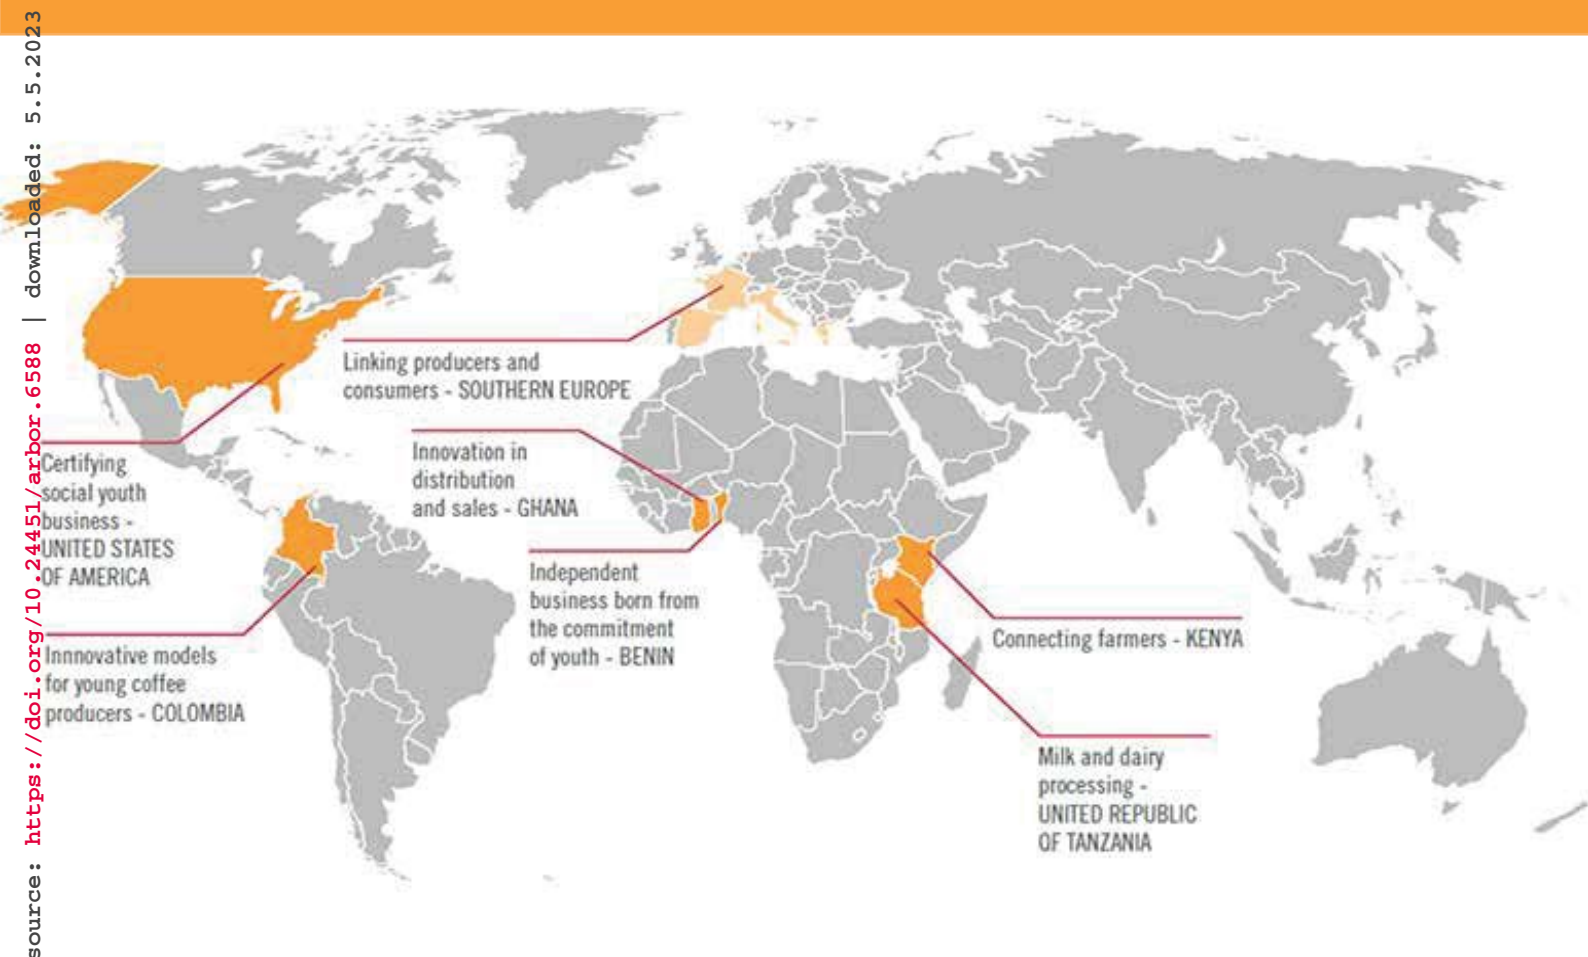 source: https://doi.org/10.24451/arbor.6588 | downloaded: 5.5.2023
Linking producers and
consumers - SOUTHERN EUROPE
Innovation in
distribution
and sales - GHANA
Certifying
social youth
business -
UNITED STATES
OF AMERICA
Independent
business born from
the commitment
of youth - BENIN
Connecting farmers - KENYA
Innnovative models
for young coffee
producers - COLOMBIA
Milk and dairy
processing -
UNITED REPUBLIC
OF TANZANIA